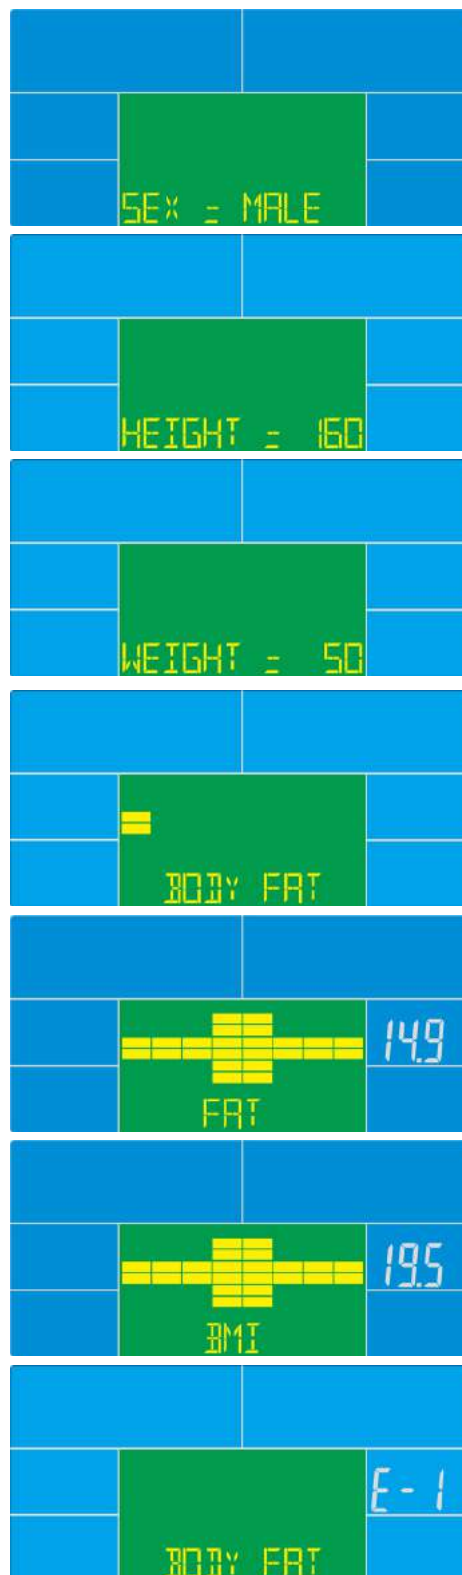 SEX = MALE
HEIGHT = 160
WEIGHT = 50
BODY FAT
14.9
FAT
19.5
BMI
E-1
BODY FAT